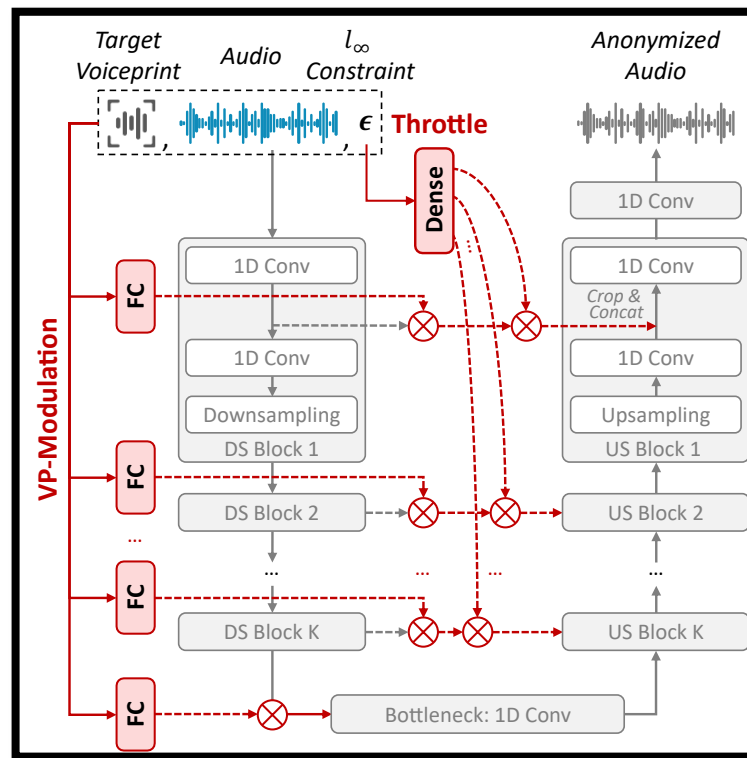 Target
Voiceprint
Audio
l∞
Constraint
Anonymized
Audio
, , ϵ
Throttle
Dense
...
1D Conv
VP-Modulation
FC
1D Conv
1D Conv
Downsampling
DS Block 1
1D Conv
Crop &
Concat
1D Conv
Upsampling
US Block 1
FC
DS Block 2
US Block 2
...
...
...
...
...
FC
DS Block K
US Block K
FC
Bottleneck: 1D Conv